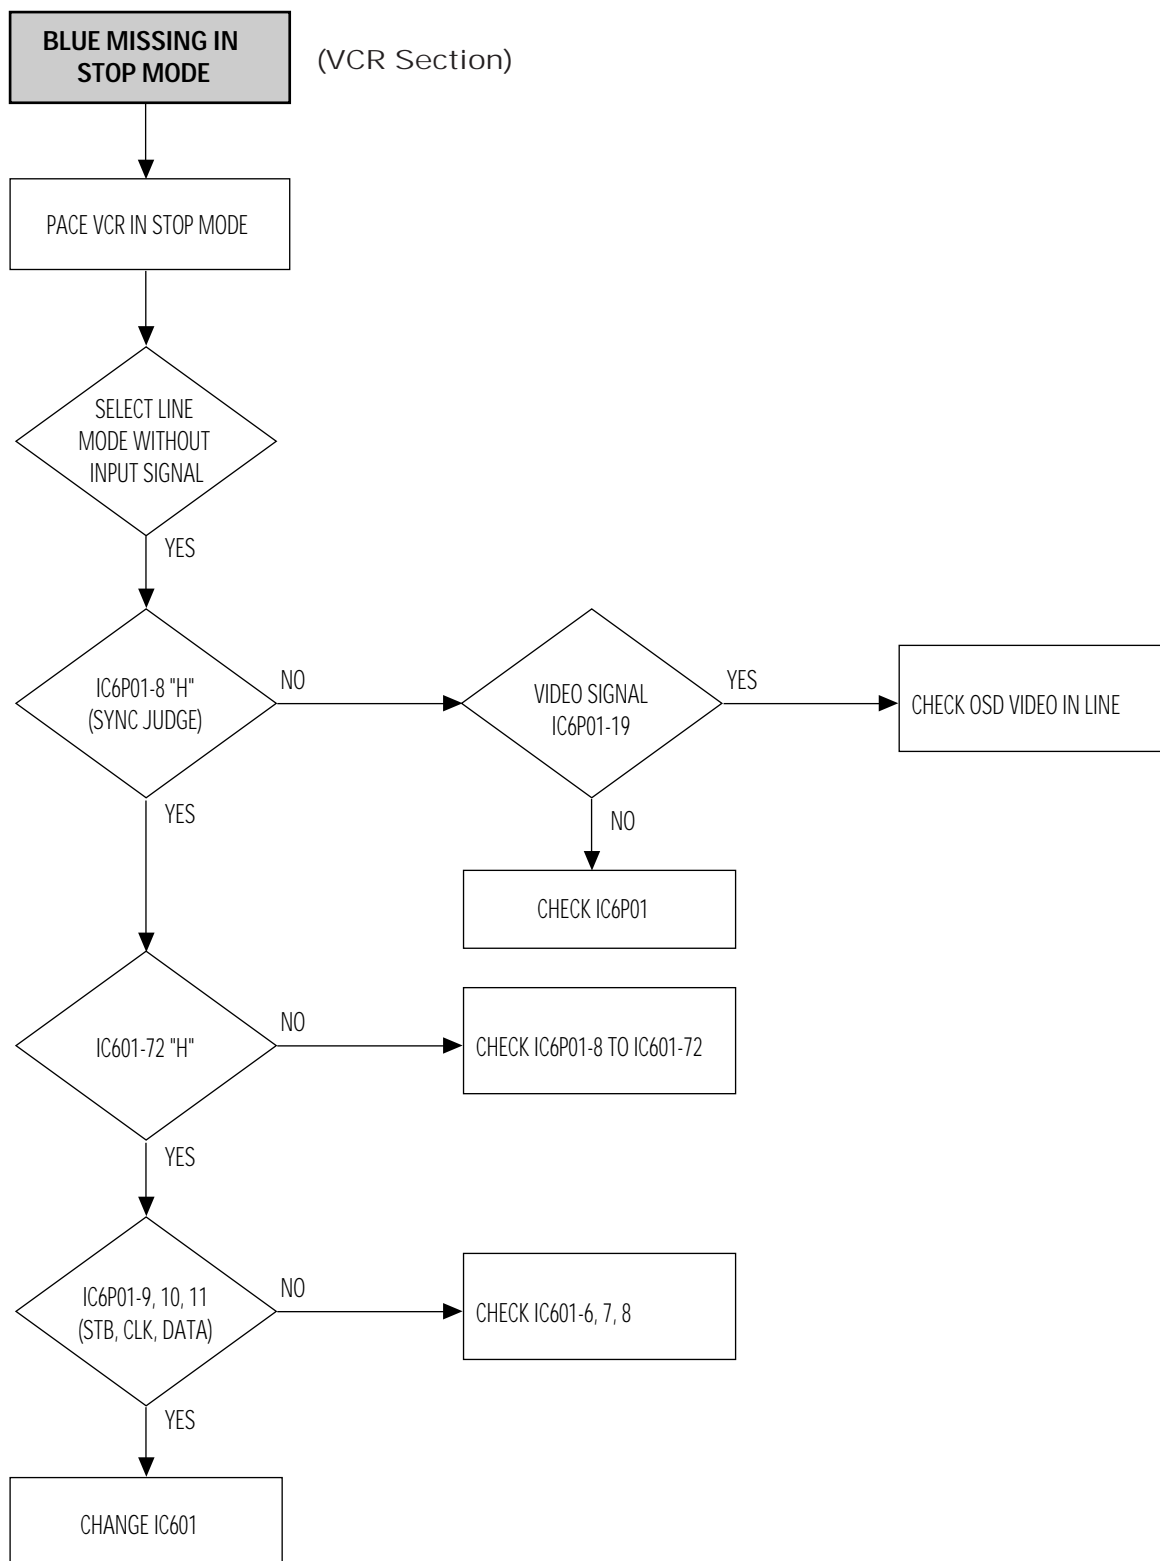 BLUE MISSING IN
STOP MODE
(VCR Section)
PACE VCR IN STOP MODE
SELECT LINE
MODE WITHOUT
INPUT SIGNAL
YES
IC6P01-8 "H"
(SYNC JUDGE)
NO
VIDEO SIGNAL
IC6P01-19
YES
CHECK OSD VIDEO IN LINE
YES
NO
CHECK IC6P01
IC601-72 "H"
NO
CHECK IC6P01-8 TO IC601-72
YES
IC6P01-9, 10, 11
(STB, CLK, DATA)
NO
CHECK IC601-6, 7, 8
YES
CHANGE IC601